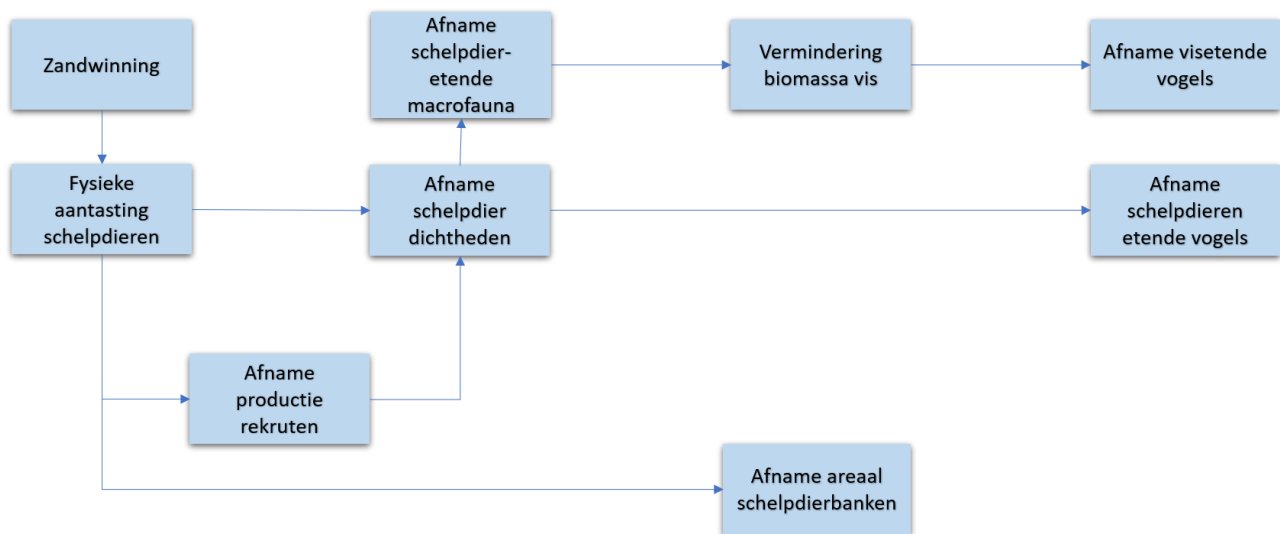 Zandwinning
Afname
schelpdier-
etende
macrofauna
Vermindering
biomassa vis
Afname visetende
vogels
Fysieke
aantasting
schelpdieren
Afname
schelpdier
dichtheden
Afname
schelpdieren
etende vogels
Afname
productie
rekruten
Afname areaal
schelpdierbanken